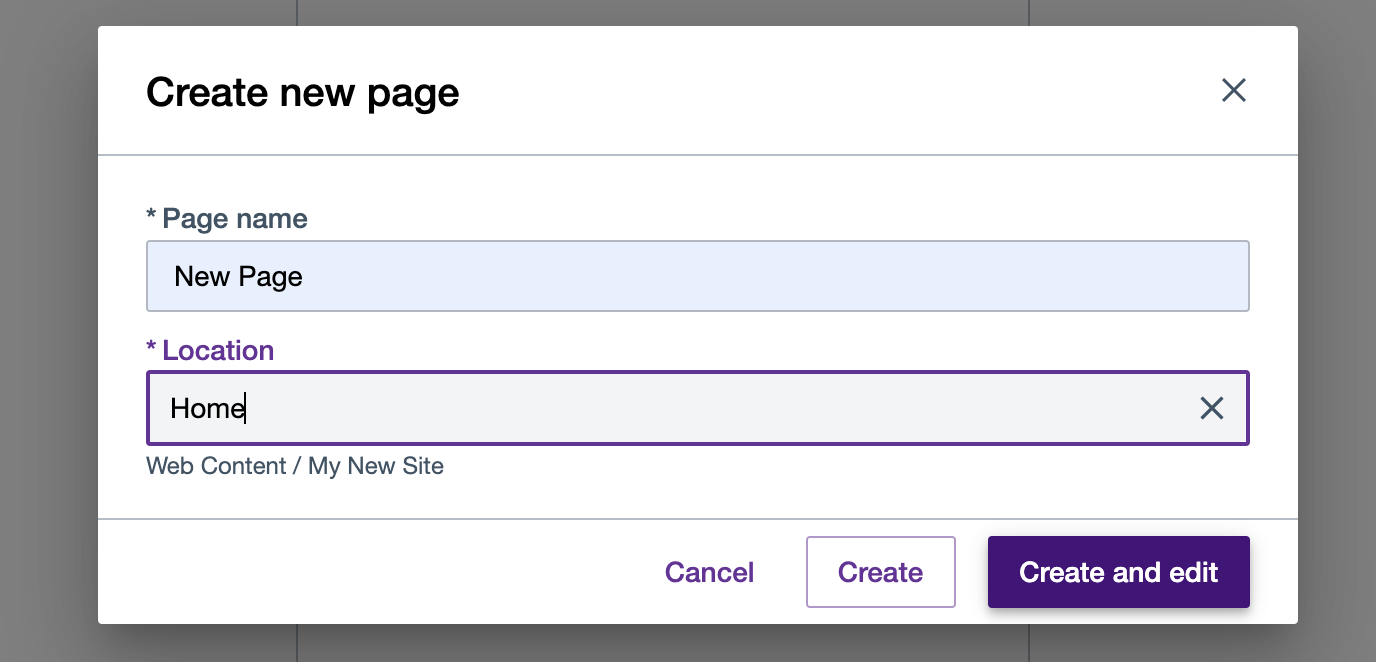 Create new page
* Page name
New Page
* Location
Home
Web Content / My New Site
Cancel
Create
Create and edit